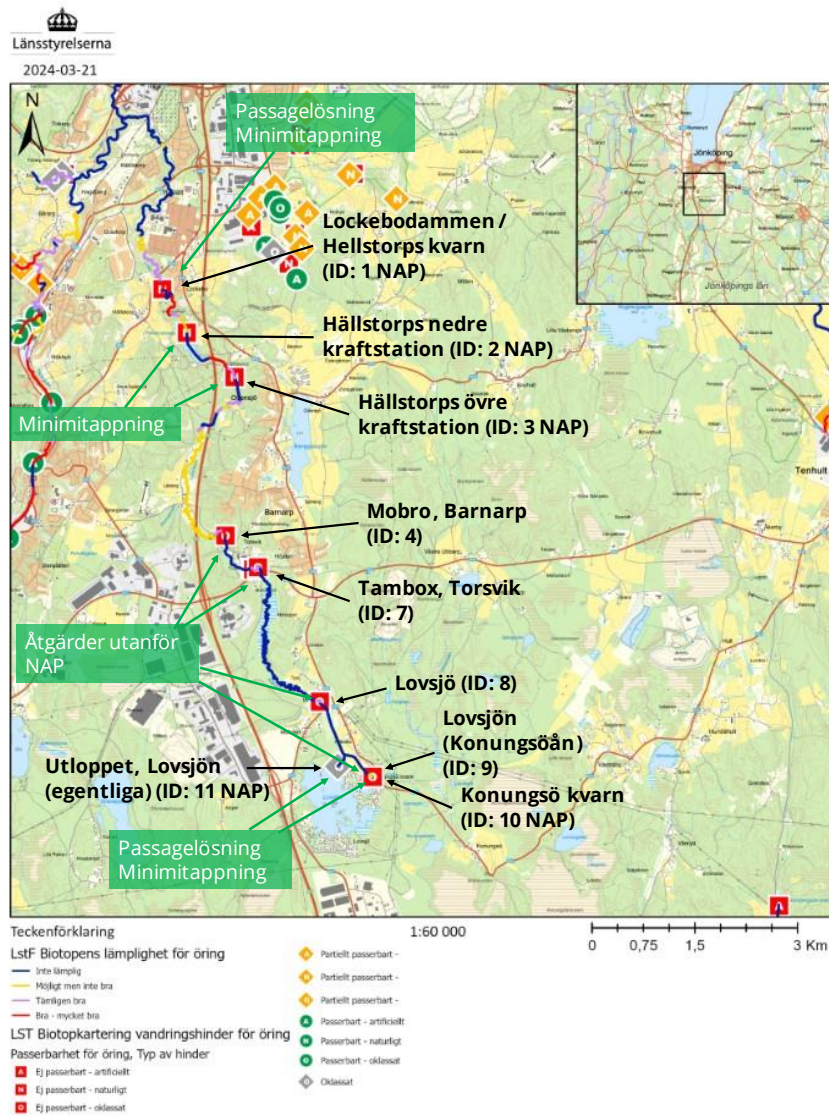 Länsstyrelserna
2024-03-21
N
Passagelösning
Minimitappning
Jönköping
Jönköpings län
Lockebodammen /
Hellstorps kvarn
(ID: 1 NAP)
Hällstorps nedre
kraftstation (ID: 2 NAP)
Minimitappning
Hällstorps övre
kraftstation (ID: 3 NAP)
Tenhult
Barnarp
Mobro, Barnarp
(ID: 4)
Tambox, Torsvik
(ID: 7)
Åtgärder utanför
NAP
Lovsjö (ID: 8)
Lovsjön
(Konungsöån)
(ID: 9)
Utloppet, Lovsjön
(egentliga) (ID: 11 NAP)
Konungsö kvarn
(ID: 10 NAP)
Passagelösning
Minimitappning
Teckenförklaring
1:60 000
0 0,75 1,5 3 Km
LstF Biotopens lämplighet för öring
Inte lämplig
Möjligt men inte bra
Tämligen bra
Bra - mycket bra
LST Biotopkartering vandringshinder för öring
Passerbarhet för öring, Typ av hinder
A Ej passerbart - artificiellt
N Ej passerbart - naturligt
O Ej passerbart - oklassat
A Partiellt passerbart -
N Partiellt passerbart -
O Partiellt passerbart -
A Passerbart - artificiellt
N Passerbart - naturligt
O Passerbart - oklassat
O Oklassat